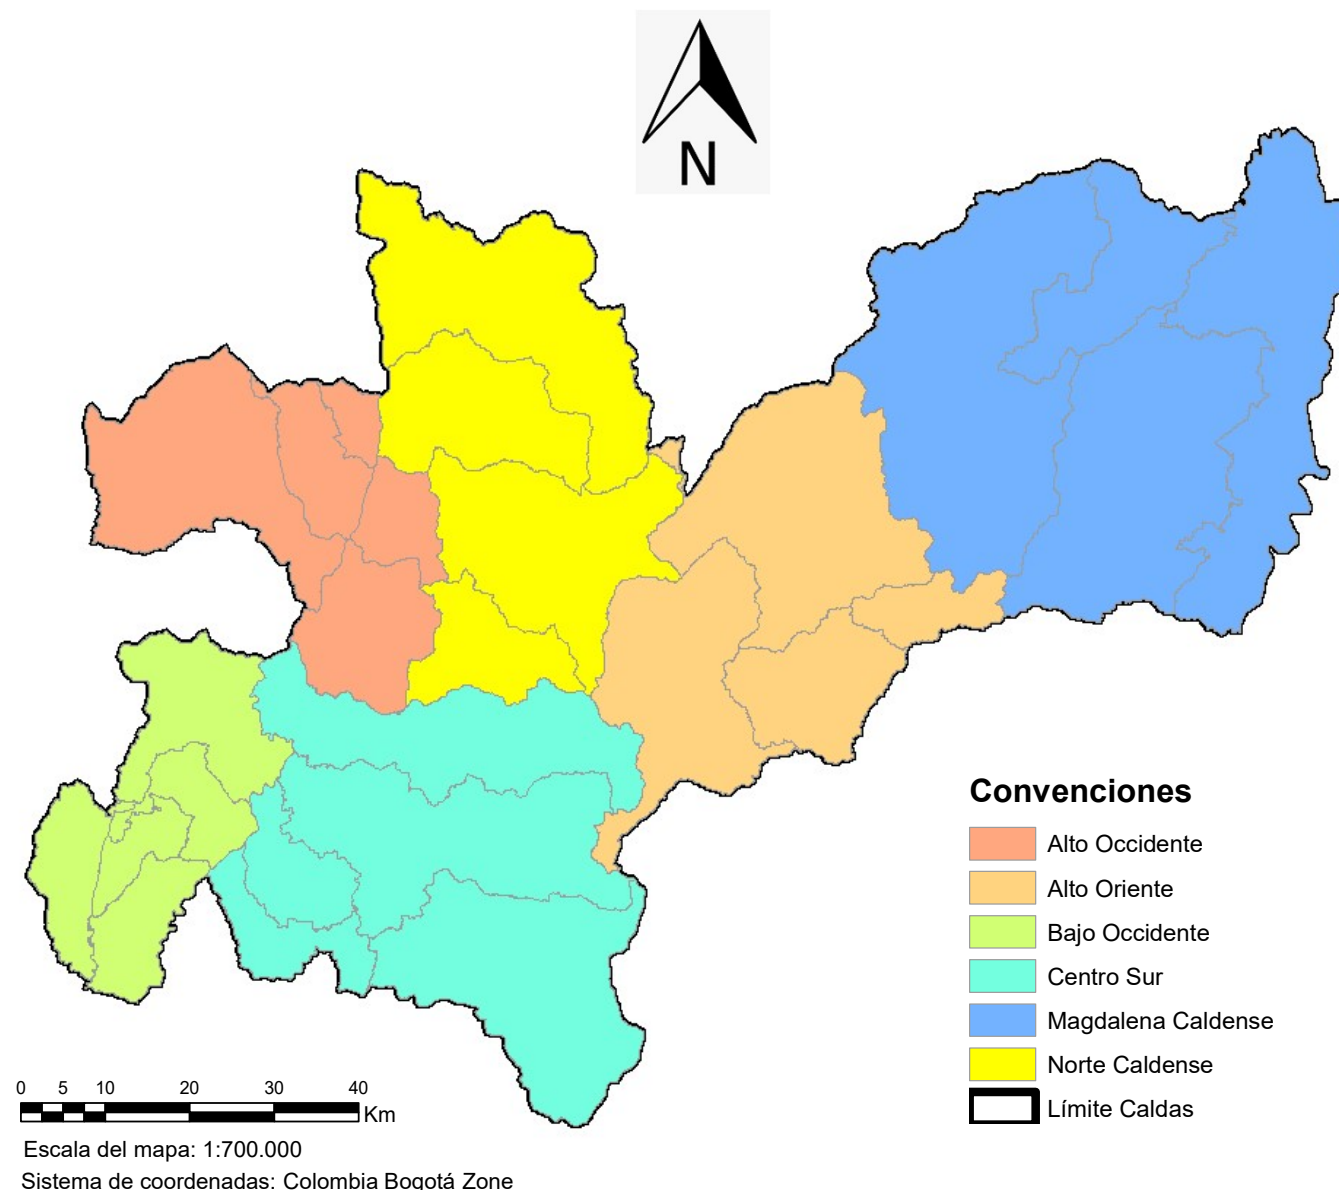 N
Convenciones
Alto Occidente
Alto Oriente
Bajo Occidente
Centro Sur
Magdalena Caldense
Norte Caldense
Límite Caldas
0 5 10 20 30 40
Km
Escala del mapa: 1:700.000
Sistema de coordenadas: Colombia Bogotá Zone